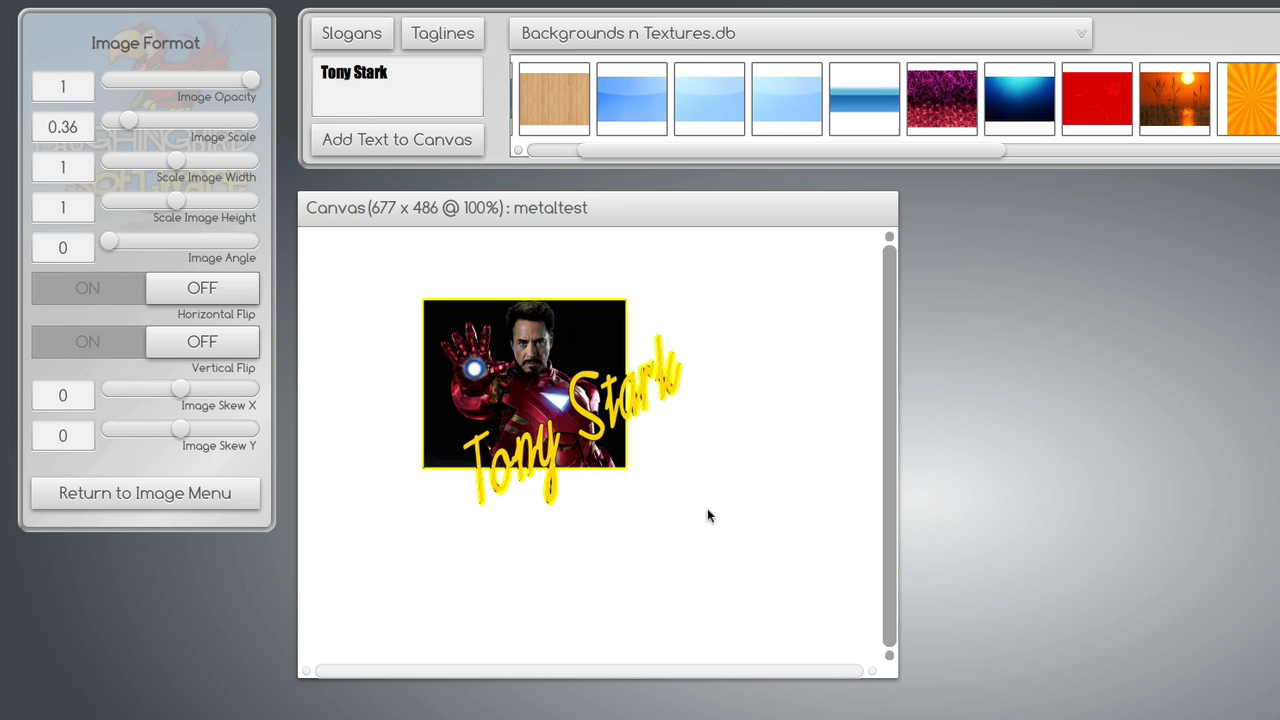 Image Format
1
Image Opacity
0.36
Image Scale
LAUGHINGBIRD
SOFTWARE
1
Scale Image Width
1
Scale Image Height
0
Image Angle
ON OFF
Horizontal Flip
ON OFF
Vertical Flip
0
Image Skew X
0
Image Skew Y
Return to Image Menu
Slogans Taglines
Tony Stark
Add Text to Canvas
Backgrounds n Textures.db
Canvas(677 x 486 @ 100%) : metaltest
Tony Stark